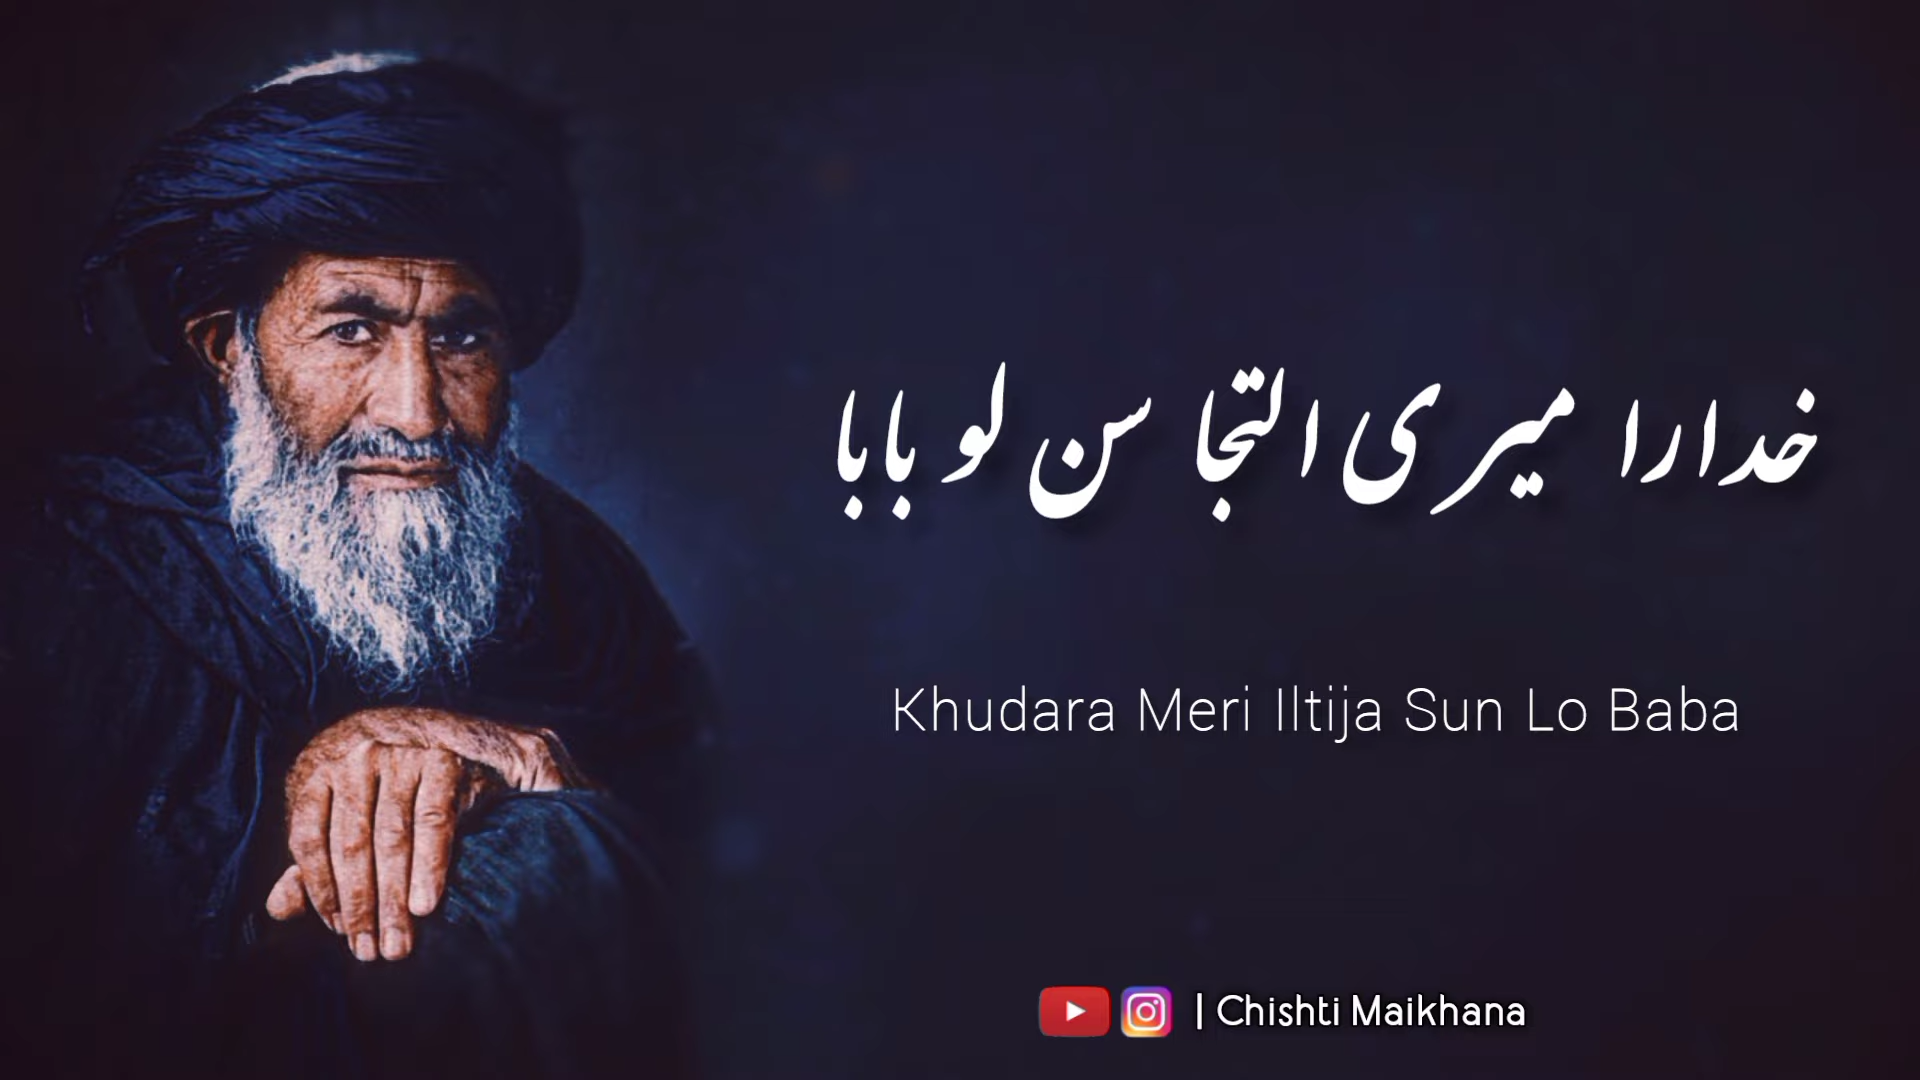 خدارا میری التجا سن لو بابا
Khudara Meri Iltija Sun Lo Baba
| Chishti Maikhana